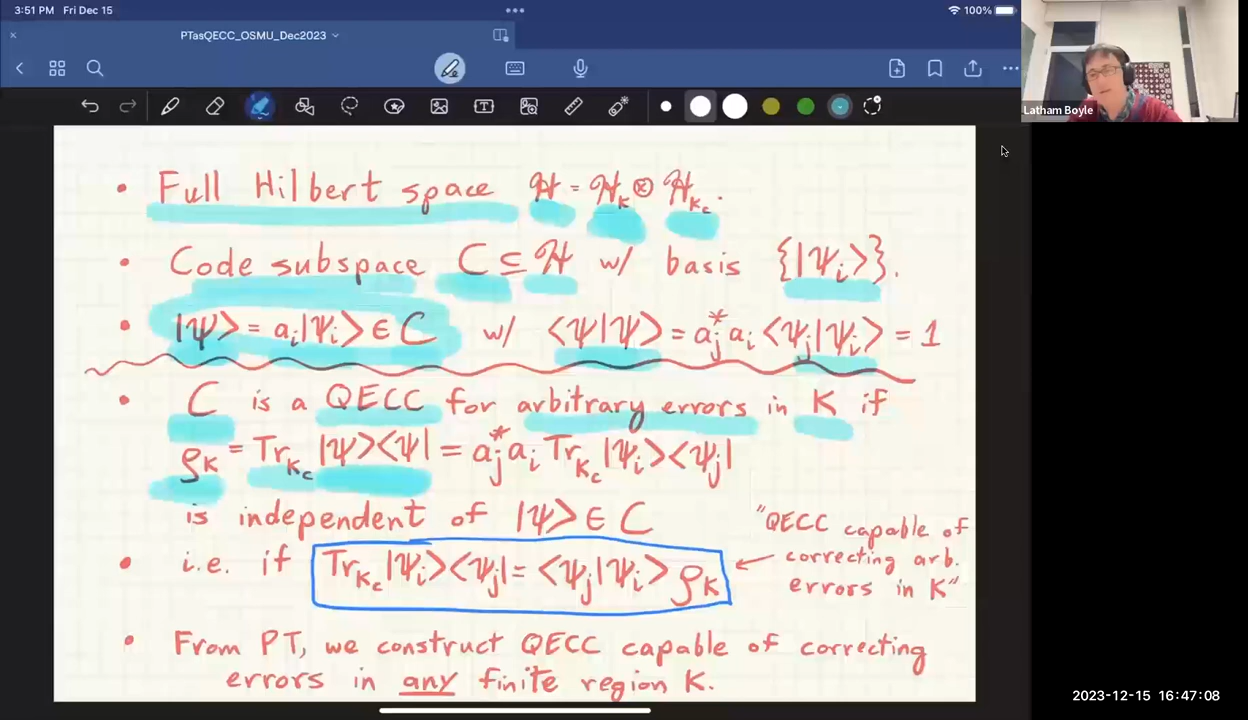 3:51 PM Fri Dec 15
100%
PTasQECC_OSMU_Dec2023
Latham Boyle
• Full Hilbert space ℋ = ℋ_K ⊗ ℋ_{K_c}.
• Code subspace C ⊆ ℋ w/ basis {|Ψ_i>}.
• |Ψ> = a_i|Ψ_i> ∈ C w/ <Ψ|Ψ> = a_j^* a_i <Ψ_j|Ψ_i> = 1
• C is a QECC for arbitrary errors in K if
ρ_K = Tr_{K_c} |Ψ><Ψ| = a_j^* a_i Tr_{K_c} |Ψ_i><Ψ_j|
is independent of |Ψ> ∈ C
• i.e. if Tr_{K_c} |Ψ_i><Ψ_j| = <Ψ_j|Ψ_i> ρ_K
"QECC capable of
correcting arb.
errors in K"
• From PT, we construct QECC capable of correcting
errors in any finite region K.
2023-12-15 16:47:08